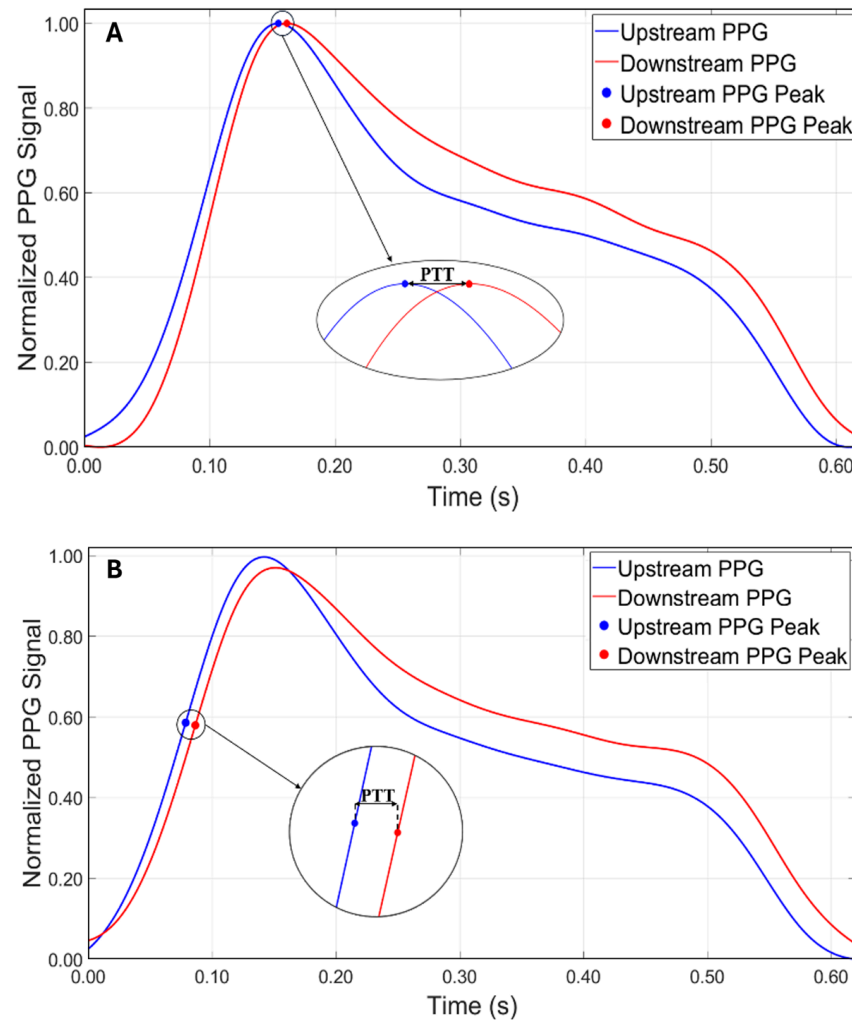 A
1.00
0.80
0.60
0.40
0.20
0.00
Normalized PPG Signal
Upstream PPG
Downstream PPG
Upstream PPG Peak
Downstream PPG Peak
PTT
0.00 0.10 0.20 0.30 0.40 0.50 0.60
Time (s)
B
1.00
0.80
0.60
0.40
0.20
0.00
Normalized PPG Signal
Upstream PPG
Downstream PPG
Upstream PPG Peak
Downstream PPG Peak
PTT
0.00 0.10 0.20 0.30 0.40 0.50 0.60
Time (s)